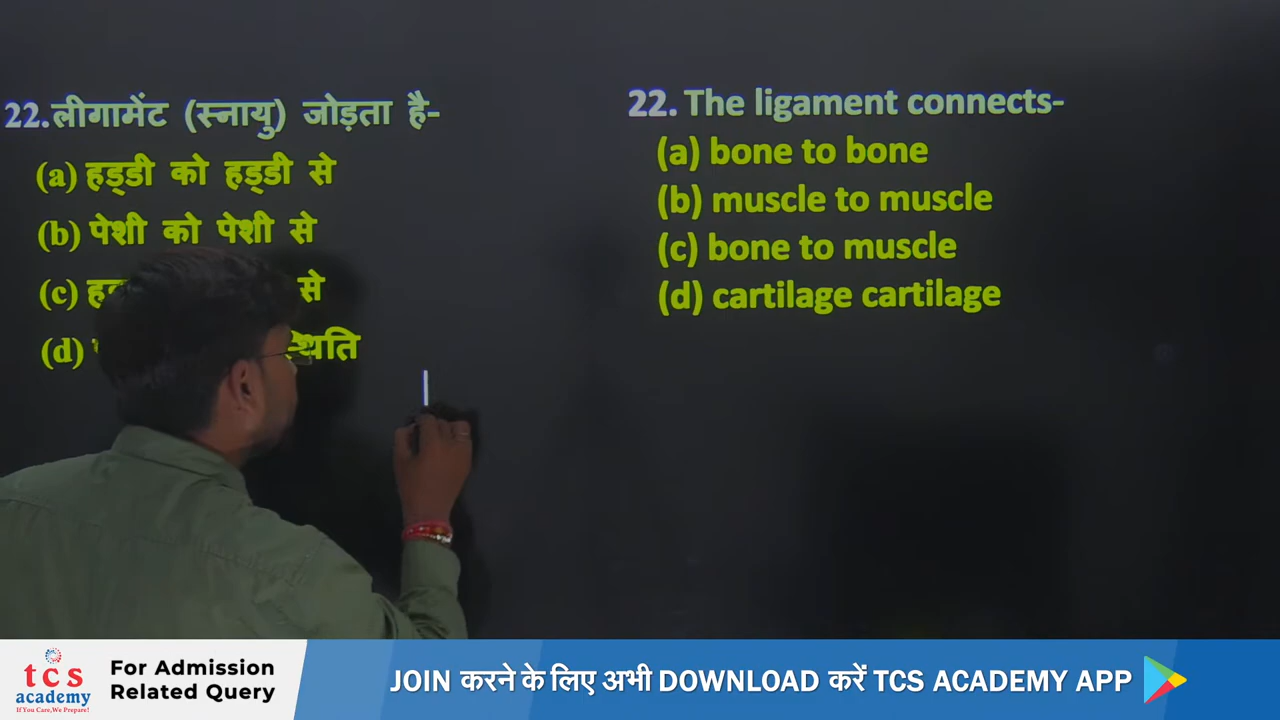 22.लीगामेंट (स्नायु) जोड़ता है-
(a) हड्डी को हड्डी से
(b) पेशी को पेशी से
(c) से
(d)
22. The ligament connects-
(a) bone to bone
(b) muscle to muscle
(c) bone to muscle
(d) cartilage cartilage
tcs
academy
If You Care,We Prepare!
For Admission
Related Query
JOIN करने के लिए अभी DOWNLOAD करें TCS ACADEMY APP